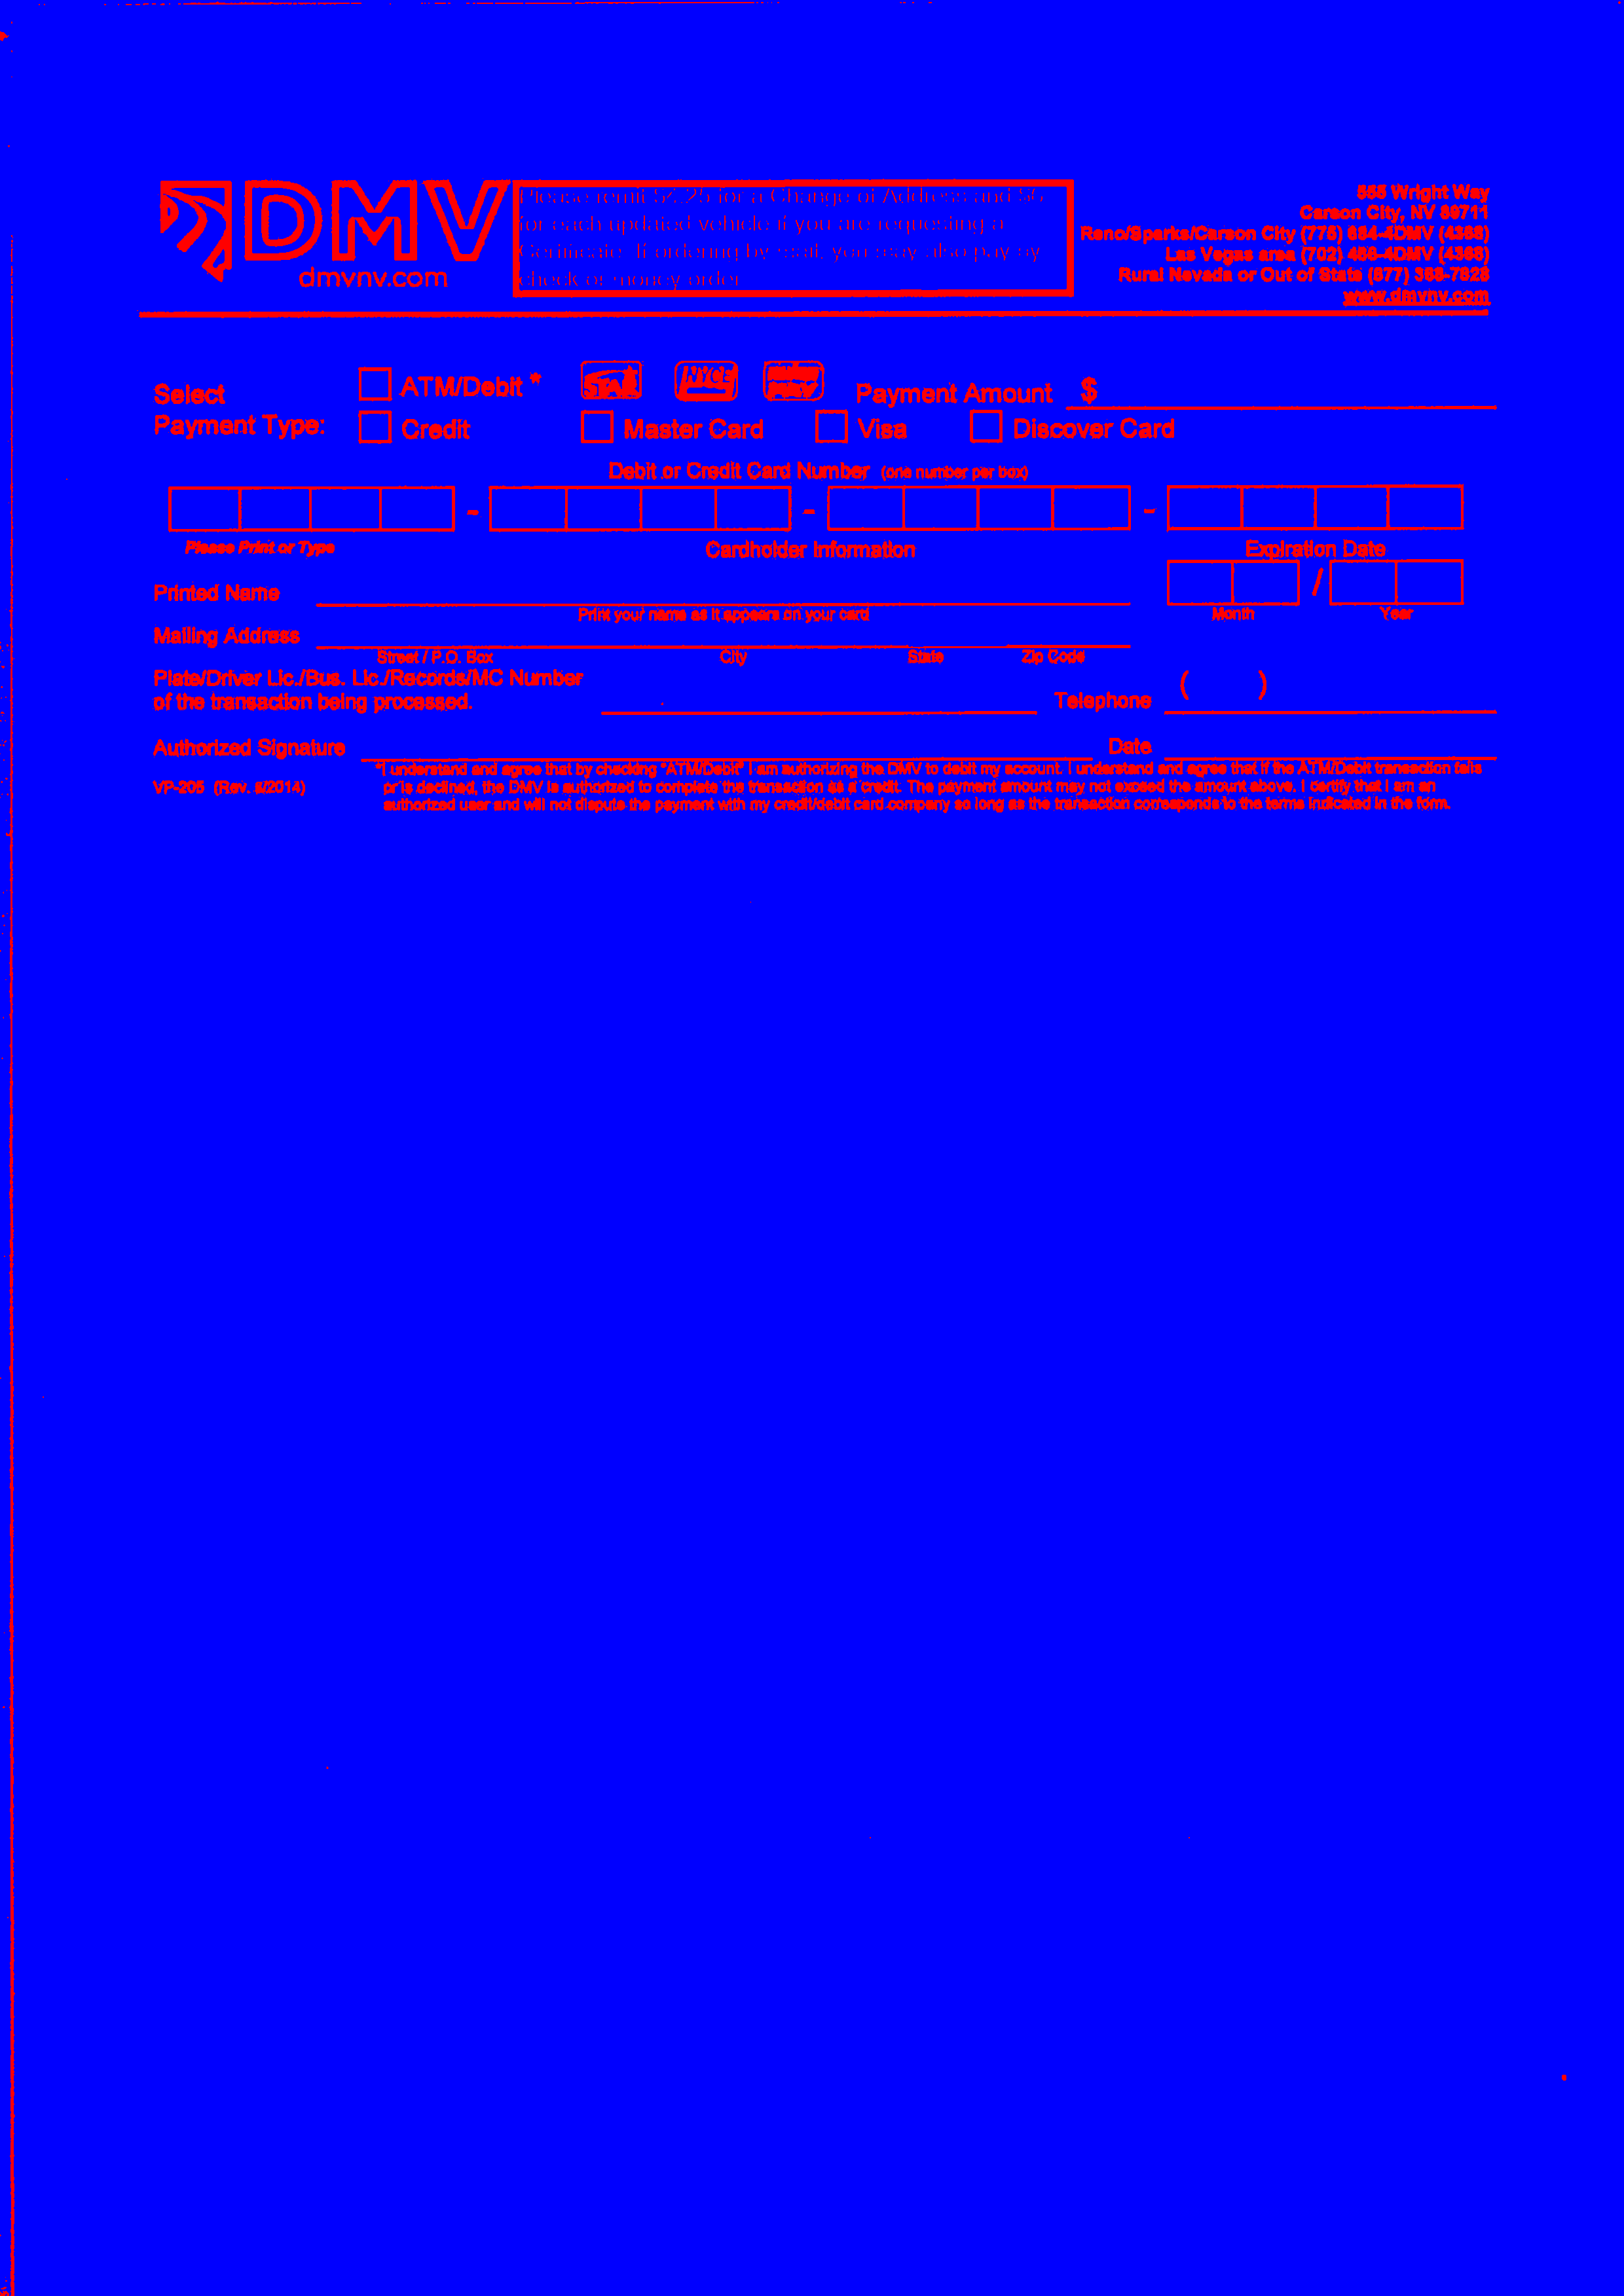 DMV
dmvnv.com
Please remit for a Change of Address and
for each updated vehicle if you are requesting a
Certificate. If ordering by mail, you may also pay by
check or money order
555 Wright Way
Carson City, NV 89711
Reno/Sparks/Carson City (775) 684-4DMV (4368)
Las Vegas area (702) 486-4DMV (4368)
Rural Nevada or Out of State (877) 368-7828
www.dmvnv.com
Select
Payment Type:
ATM/Debit *
STAR
NYCE
Payment Amount $
Credit
Master Card
Visa
Discover Card
Debit or Credit Card Number (one number per box)
- - -
Please Print or Type
Cardholder Information
Expiration Date
Printed Name
/
Print your name as it appears on your card
Month
Year
Mailing Address
Street / P.O. Box
City
State
Zip Code
Plate/Driver Lic./Bus. Lic./Records/MC Number
of the transaction being processed.
Telephone ( )
Authorized Signature
Date
*I understand and agree that by checking "ATM/Debit" I am authorizing the DMV to debit my account. I understand and agree that if the ATM/Debit transaction fails
or is declined, the DMV is authorized to complete the transaction as a credit. The payment amount may not exceed the amount above. I certify that I am an
authorized user and will not dispute the payment with my credit/debit card company so long as the transaction corresponds to the terms indicated in the form.
VP-205 (Rev. /2014)